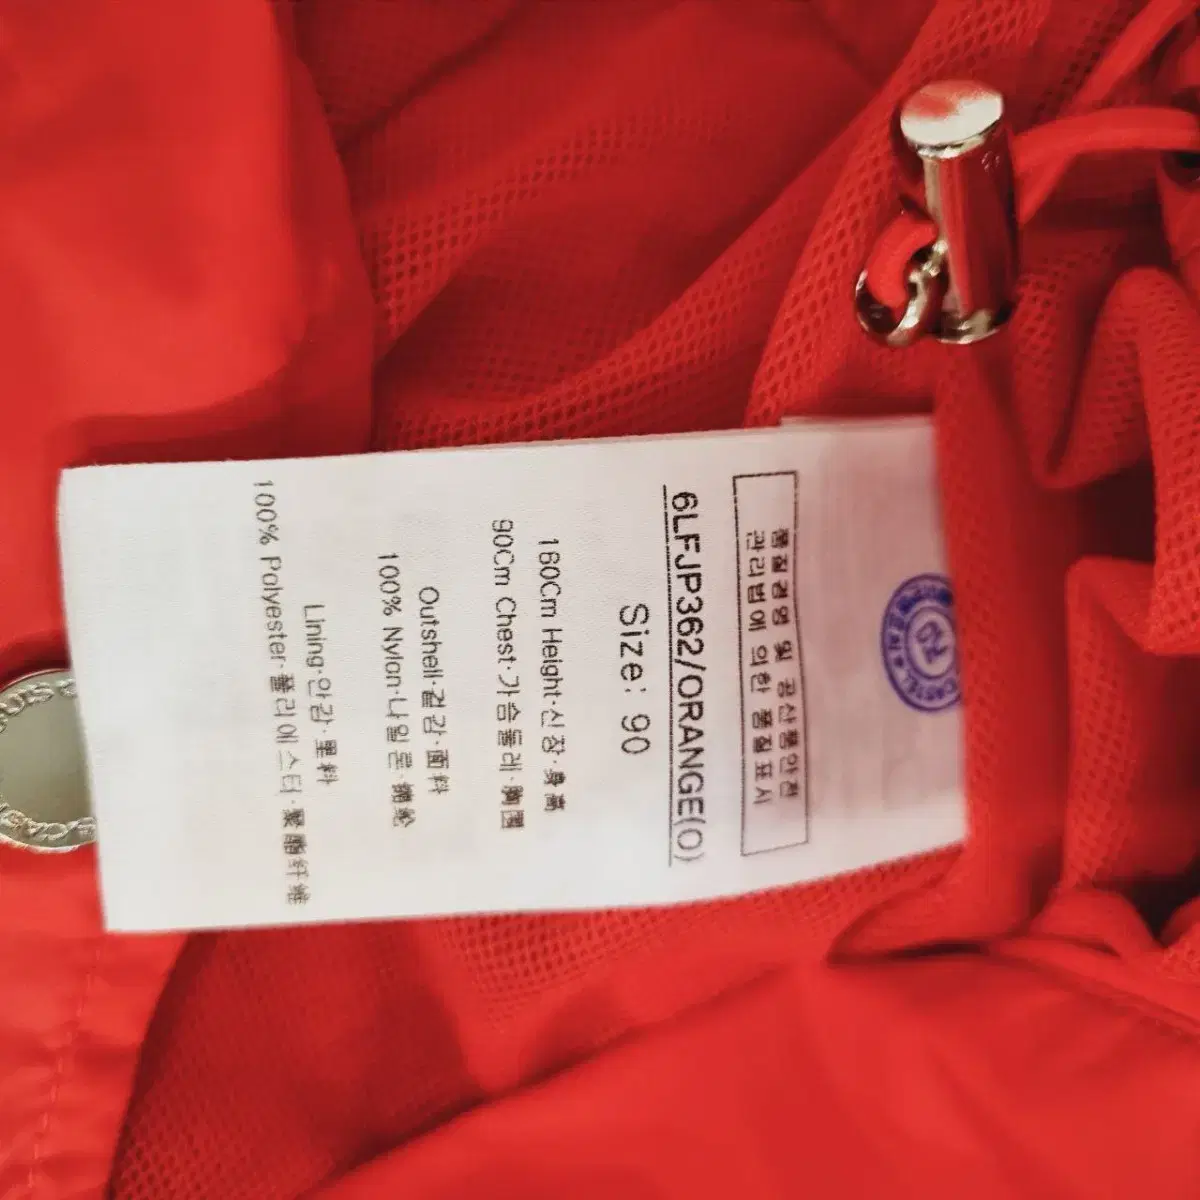 품질경영 및 공산품안전
관리법에 의한 품질표시
6LFJP362/ORANGE(O)
Size: 90
160Cm Height·신장·身高
90Cm Chest·가슴둘레·胸围
Outshell·겉감·面料
100% Nylon·나일론·锦纶
Lining·안감·里料
100% Polyester·폴리에스터·聚酯纤维